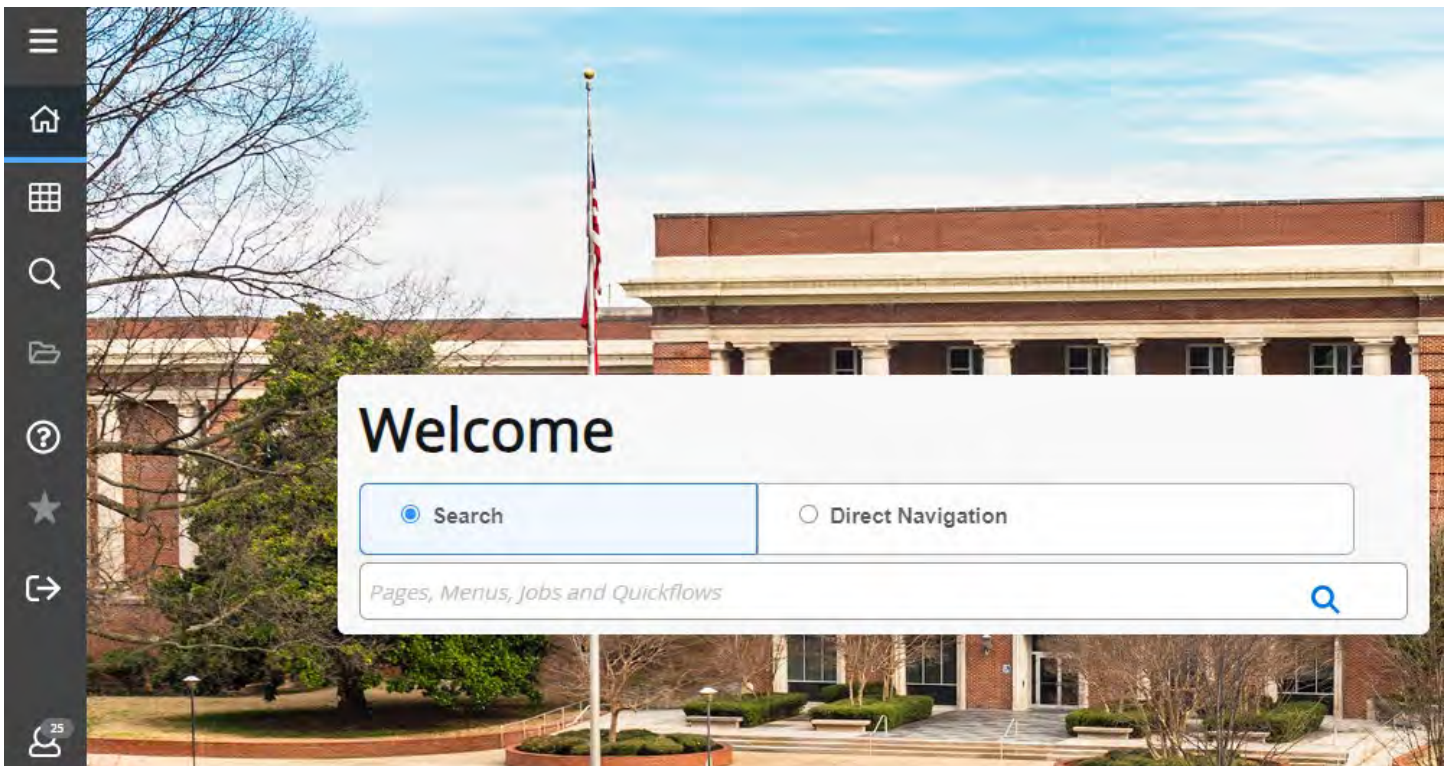 Welcome
Search
Direct Navigation
Pages, Menus, Jobs and Quickflows
25